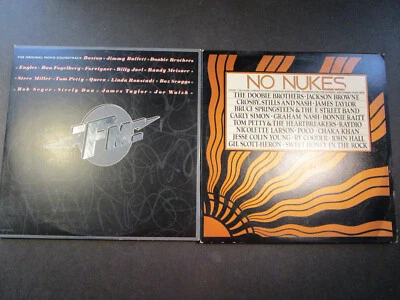 THE ORIGINAL MOVIE SOUNDTRACK Boston • Jimmy Buffett • Doobie Brothers
• Eagles • Dan Fogelberg • Foreigner • Billy Joel • Randy Meisner •
Steve Miller • Tom Petty • Queen • Linda Ronstadt • Boz Scaggs •
Bob Seger • Steely Dan • James Taylor • Joe Walsh •
FM
NO NUKES
THE DOOBIE BROTHERS • JACKSON BROWNE
CROSBY, STILLS AND NASH • JAMES TAYLOR
BRUCE SPRINGSTEEN & THE E STREET BAND
CARLY SIMON • GRAHAM NASH • BONNIE RAITT
TOM PETTY & THE HEARTBREAKERS • RAYDIO
NICOLETTE LARSON • POCO • CHAKA KHAN
JESSE COLIN YOUNG • RY COODER • JOHN HALL
GIL SCOTT-HERON • SWEET HONEY IN THE ROCK